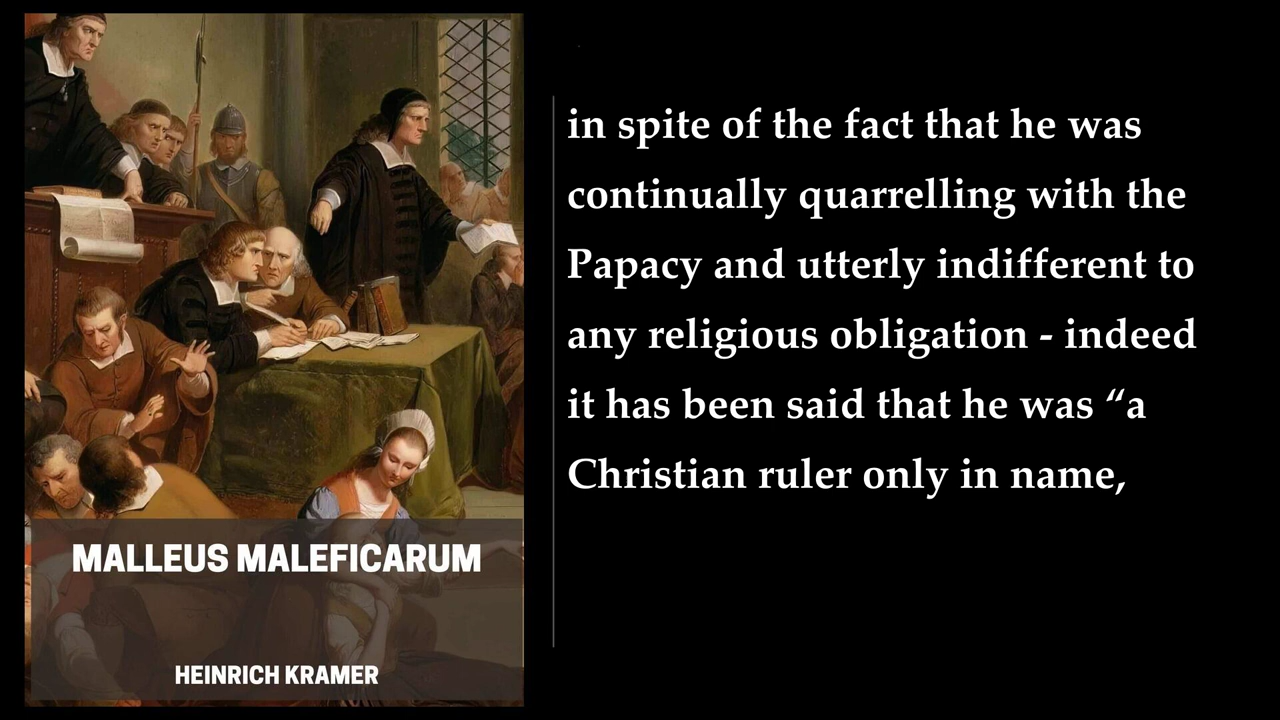 MALLEUS MALEFICARUM
HEINRICH KRAMER
in spite of the fact that he was
continually quarrelling with the
Papacy and utterly indifferent to
any religious obligation - indeed
it has been said that he was “a
Christian ruler only in name,